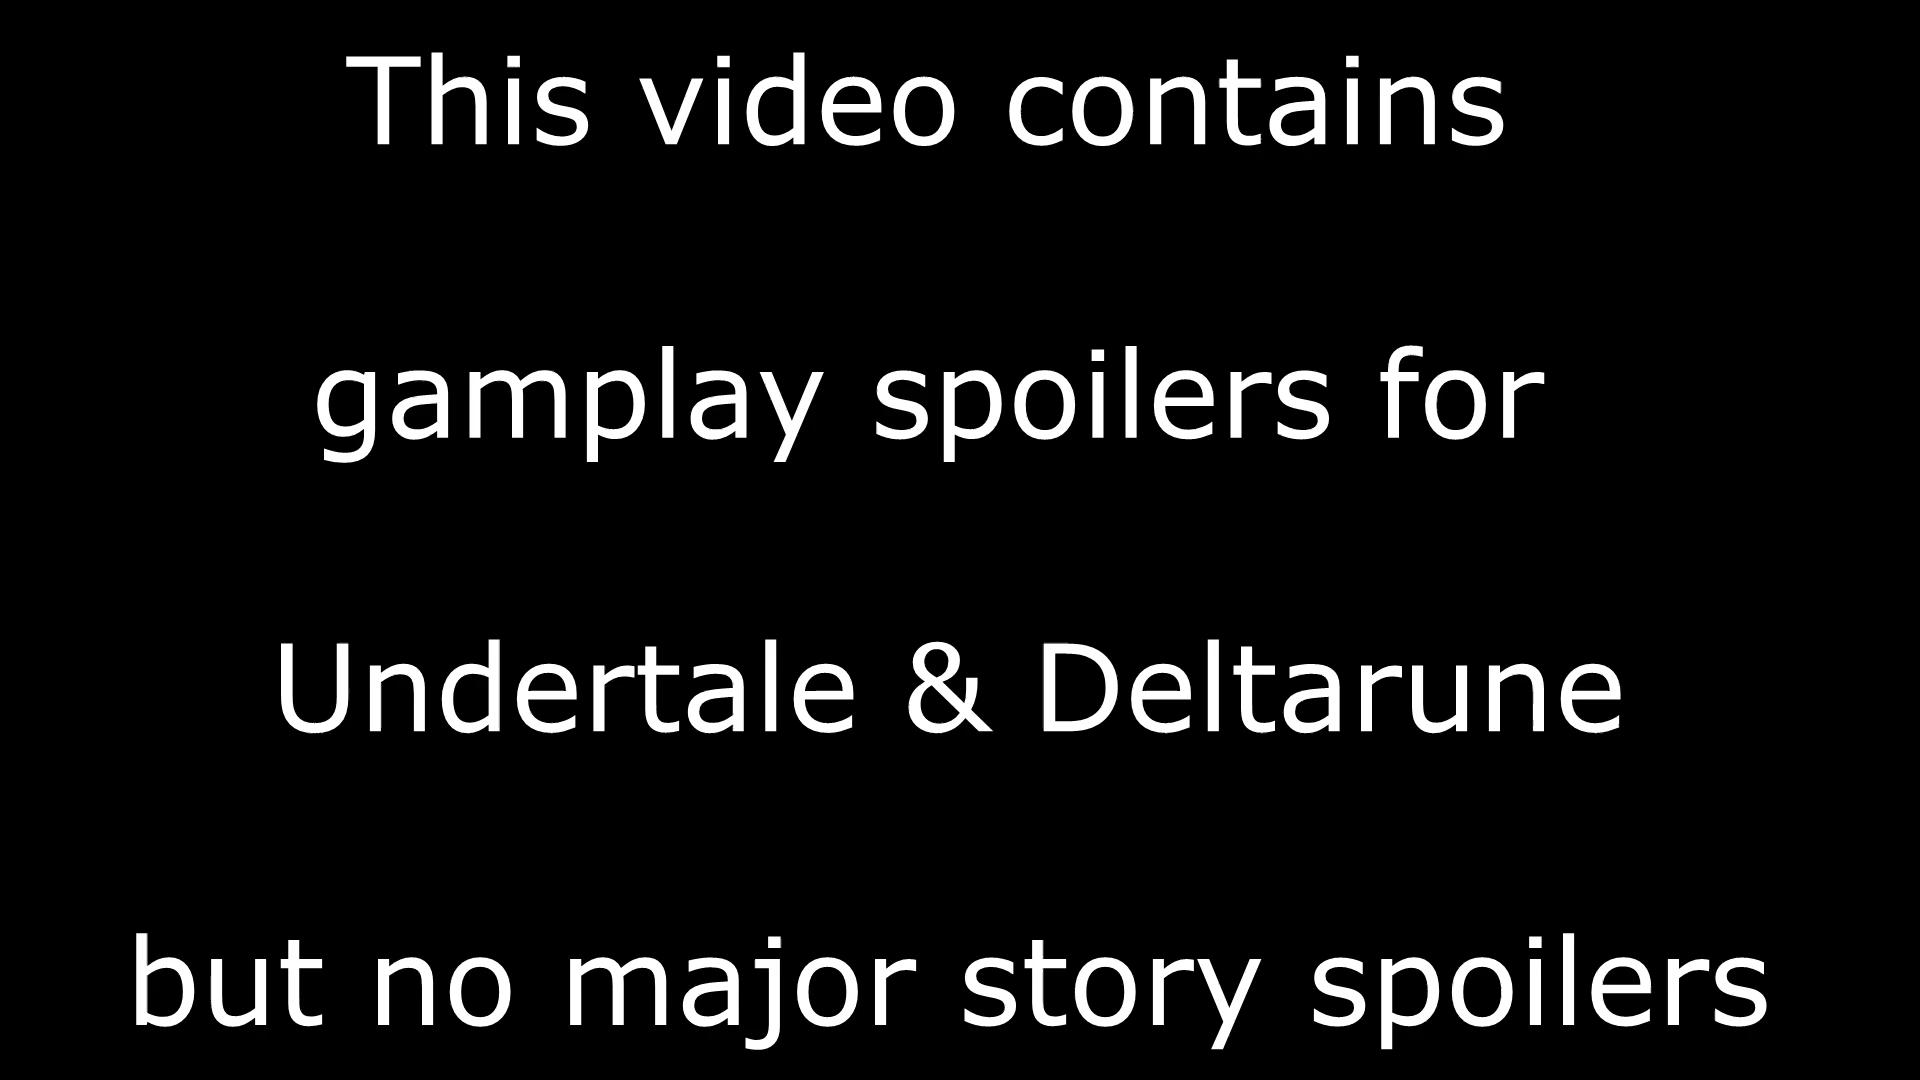 This video contains
gamplay spoilers for
Undertale & Deltarune
but no major story spoilers